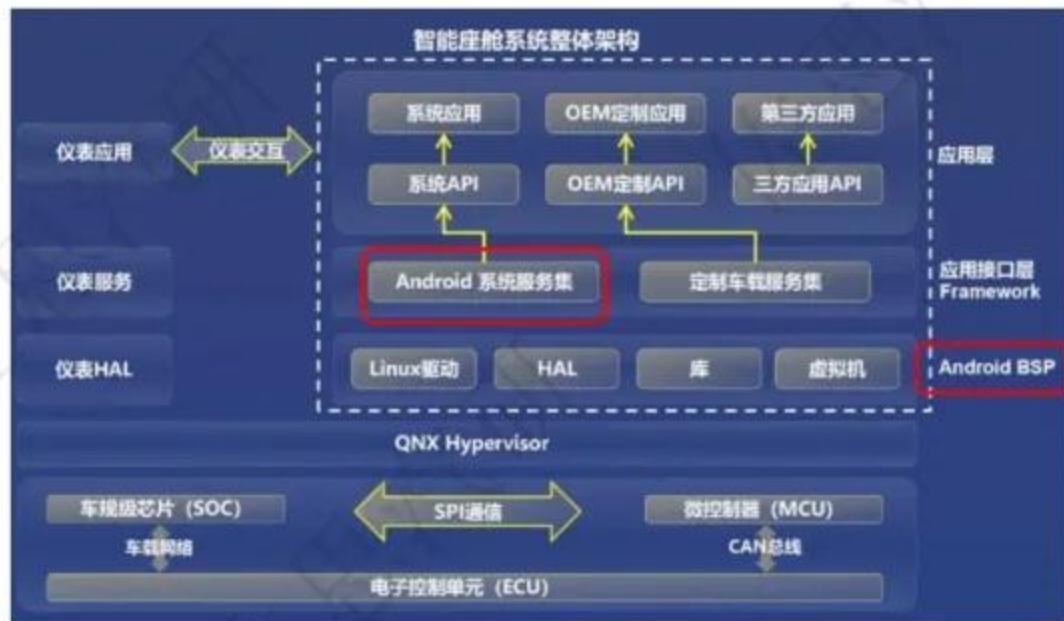 智能座舱系统整体架构
系统应用
OEM定制应用
第三方应用
仪表应用
仪表交互
应用层
系统API
OEM定制API
三方应用API
仪表服务
Android 系统服务集
定制车载服务集
应用接口层
Framework
仪表HAL
Linux驱动
HAL
库
虚拟机
Android BSP
QNX Hypervisor
车规级芯片（SOC）
SPI通信
微控制器（MCU）
车载网络
CAN总线
电子控制单元（ECU）